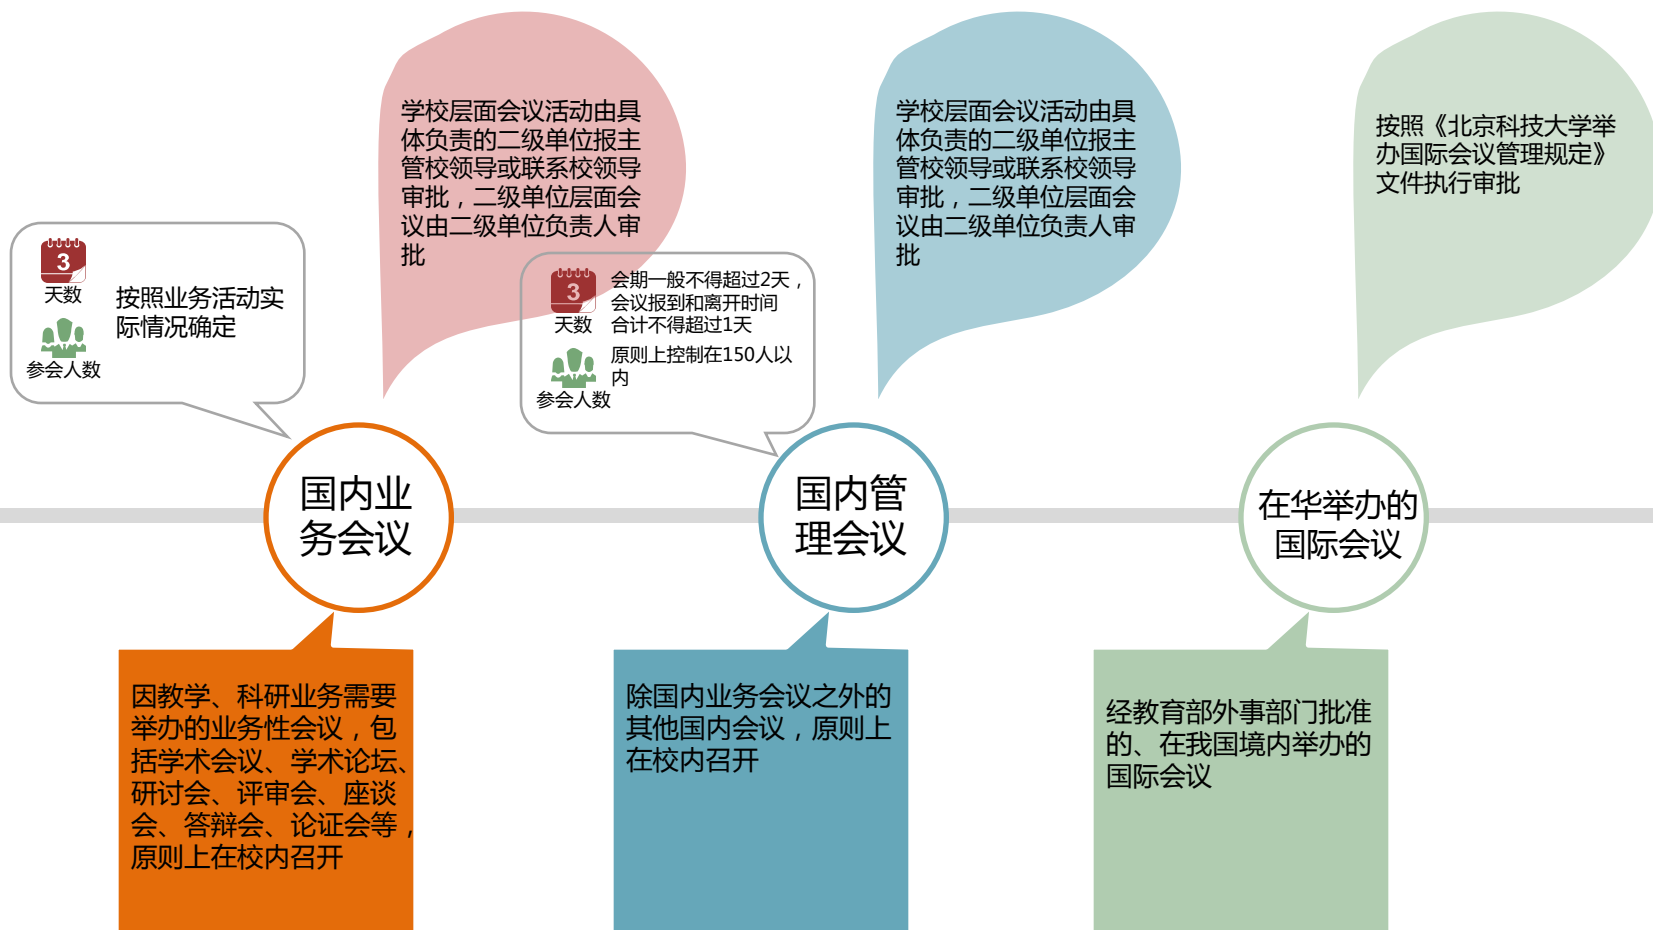 学校层面会议活动由具
体负责的二级单位报主
管校领导或联系校领导
审批，二级单位层面会
议由二级单位负责人审
批
学校层面会议活动由具
体负责的二级单位报主
管校领导或联系校领导
审批，二级单位层面会
议由二级单位负责人审
批
按照《北京科技大学举
办国际会议管理规定》
文件执行审批
3
天数
参会人数
按照业务活动实
际情况确定
3
天数
会期一般不得超过2天，
会议报到和离开时间
合计不得超过1天
参会人数
原则上控制在150人以
内
国内业
务会议
国内管
理会议
在华举办的
国际会议
因教学、科研业务需要
举办的业务性会议，包
括学术会议、学术论坛、
研讨会、评审会、座谈
会、答辩会、论证会等，
原则上在校内召开
除国内业务会议之外的
其他国内会议，原则上
在校内召开
经教育部外事部门批准
的、在我国境内举办的
国际会议